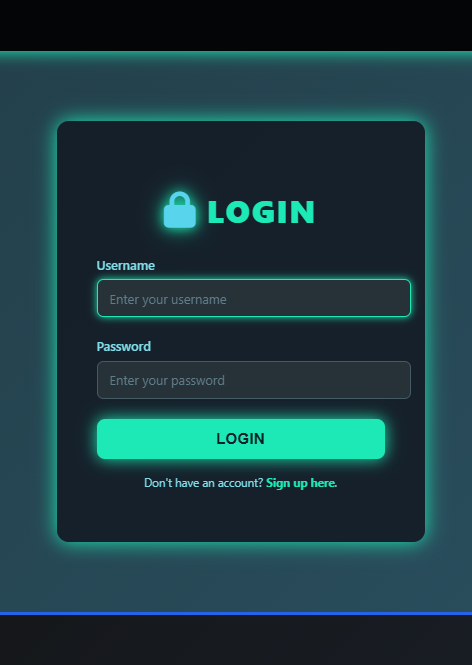 LOGIN
Username
Enter your username
Password
Enter your password
LOGIN
Don't have an account? Sign up here.